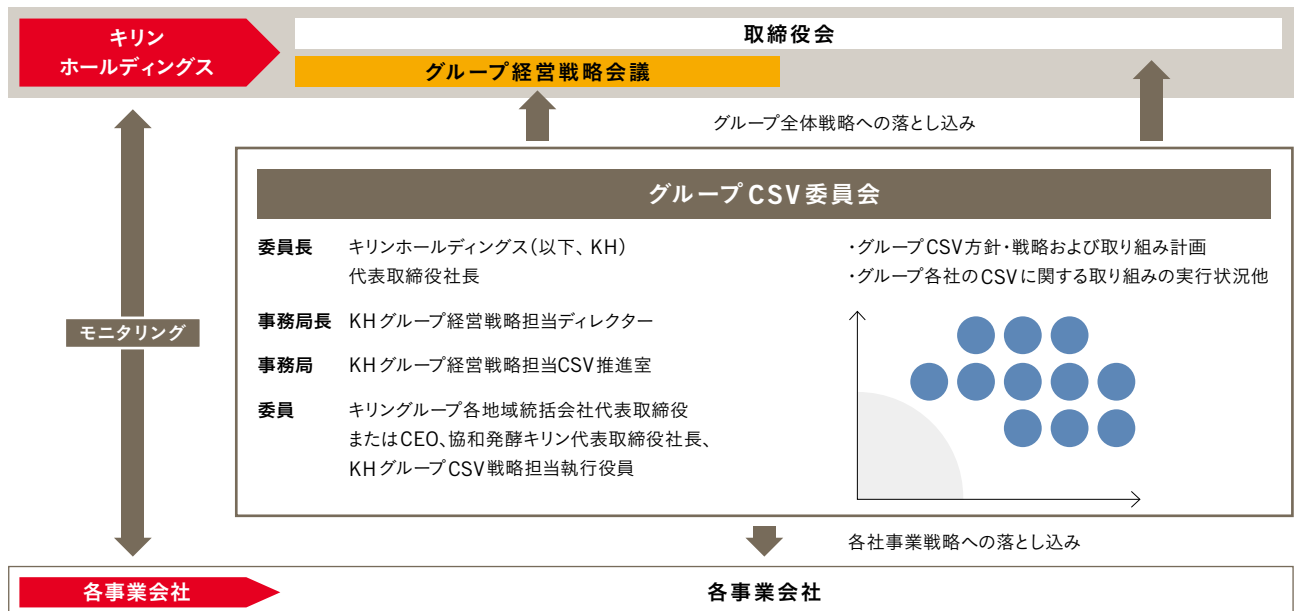 キリン
ホールディングス
取締役会
グループ経営戦略会議
グループ全体戦略への落とし込み
モニタリング
グループCSV委員会
委員長 キリンホールディングス(以下、KH)
代表取締役社長
事務局長 KHグループ経営戦略担当ディレクター
事務局 KHグループ経営戦略担当CSV推進室
委員 キリングループ各地域統括会社代表取締役
またはCEO、協和発酵キリン代表取締役社長、
KHグループCSV戦略担当執行役員
・グループCSV方針・戦略および取り組み計画
・グループ各社のCSVに関する取り組みの実行状況他
各社事業戦略への落とし込み
各事業会社
各事業会社